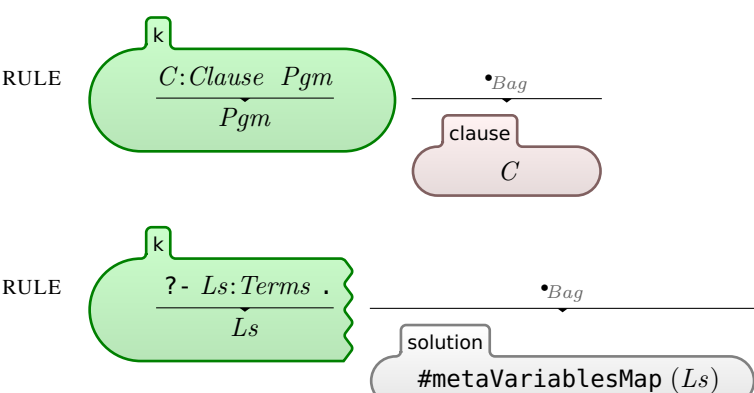 k
RULE C:Clause Pgm •Bag
Pgm
clause
C
k
RULE ?- Ls:Terms . •Bag
Ls
solution
#metaVariablesMap (Ls)